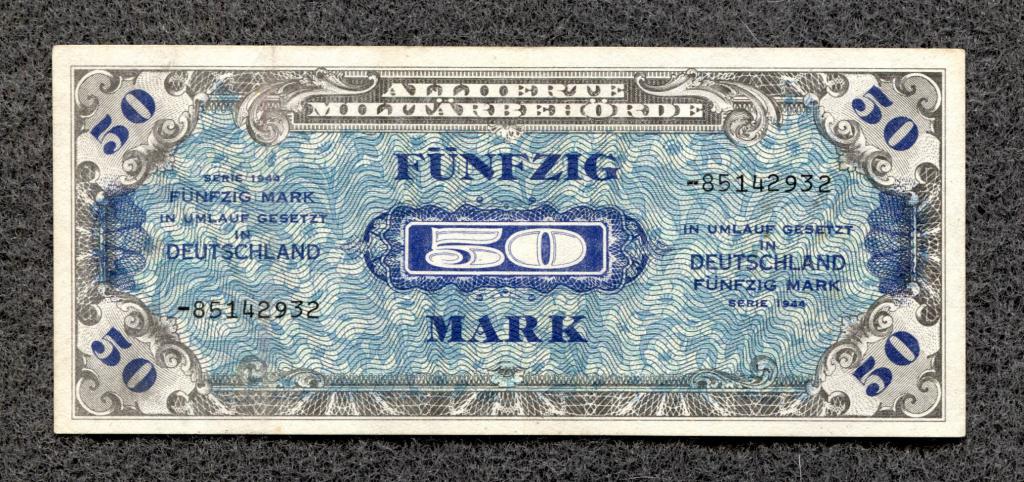 ALLIIERTE
MILITÄRBEHÖRDE
50
50
FÜNFZIG
SERIE 1944
FÜNFZIG MARK
IN UMLAUF GESETZT
IN
DEUTSCHLAND
-85142932
50
-85142932
IN UMLAUF GESETZT
IN
DEUTSCHLAND
FÜNFZIG MARK
SERIE 1944
MARK
50
50